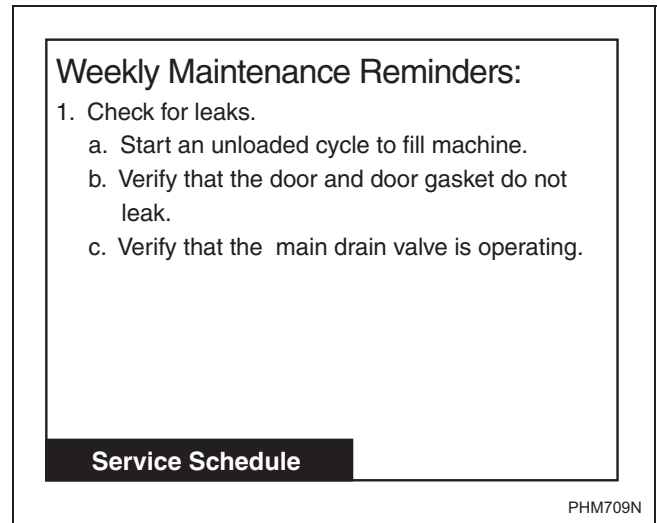 Weekly Maintenance Reminders:
1. Check for leaks.
a. Start an unloaded cycle to fill machine.
b. Verify that the door and door gasket do not
leak.
c. Verify that the main drain valve is operating.
Service Schedule
PHM709N